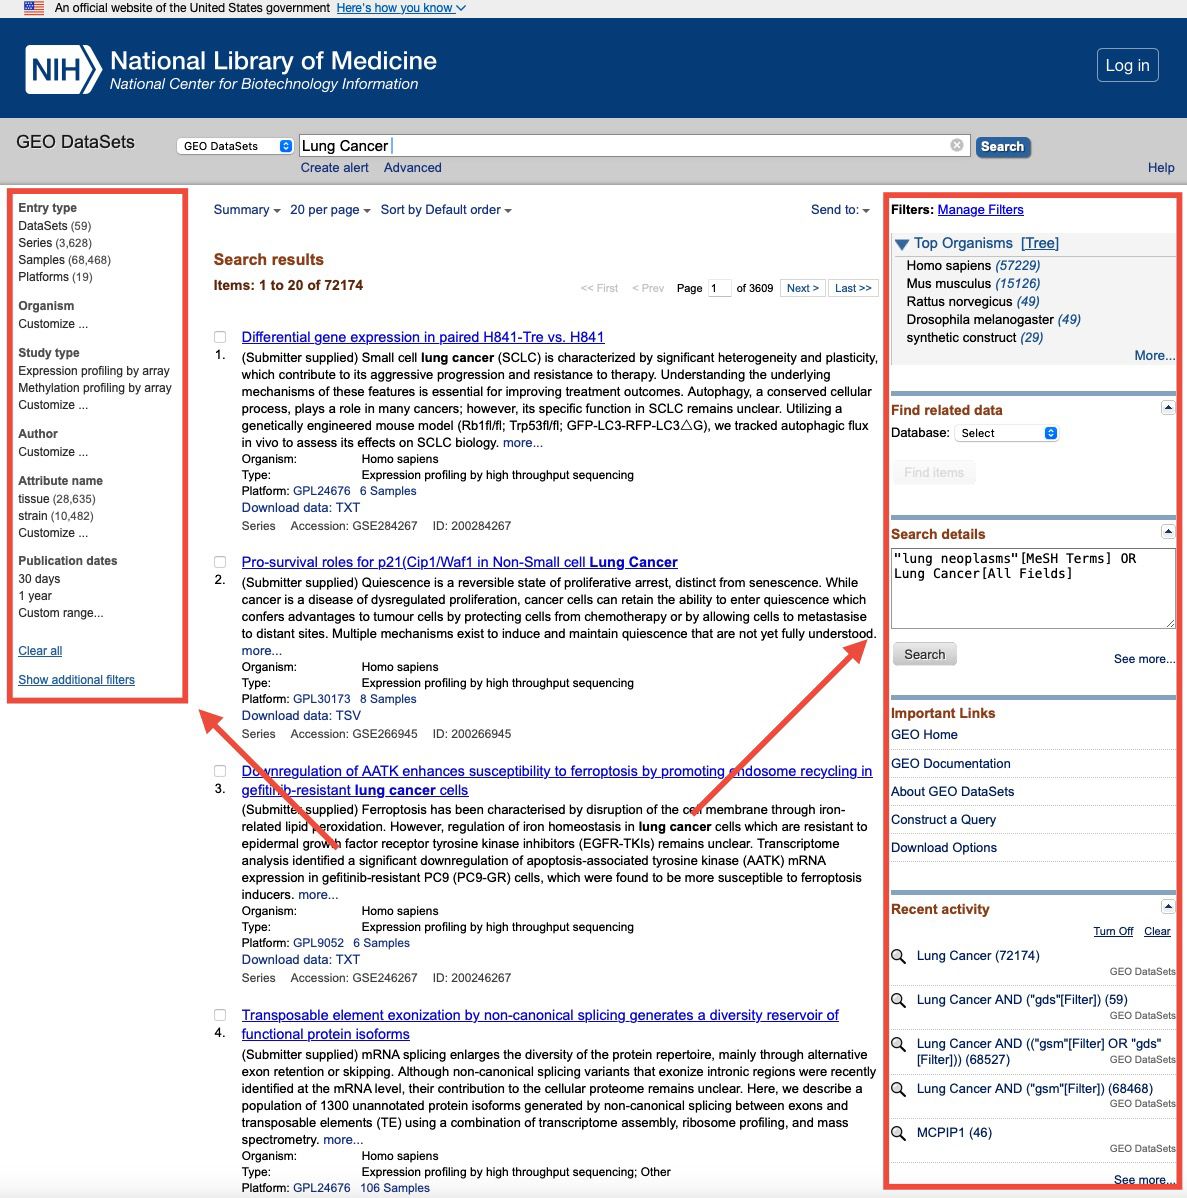 An official website of the United States government Here's how you know
NIH National Library of Medicine
National Center for Biotechnology Information
Log in
GEO DataSets
GEO DataSets
Lung Cancer
Search
Create alert Advanced
Help
Entry type
DataSets (59)
Series (3,628)
Samples (68,468)
Platforms (19)
Organism
Customize ...
Study type
Expression profiling by array
Methylation profiling by array
Customize ...
Author
Customize ...
Attribute name
tissue (28,635)
strain (10,482)
Customize ...
Publication dates
30 days
1 year
Custom range...
Clear all
Show additional filters
Summary 20 per page Sort by Default order
Send to:
Search results
Items: 1 to 20 of 72174
<< First < Prev Page 1 of 3609 Next > Last >>
Differential gene expression in paired H841-Tre vs. H841
1. (Submitter supplied) Small cell lung cancer (SCLC) is characterized by significant heterogeneity and plasticity,
which contribute to its aggressive progression and resistance to therapy. Understanding the underlying
mechanisms of these features is essential for improving treatment outcomes. Autophagy, a conserved cellular
process, plays a role in many cancers; however, its specific function in SCLC remains unclear. Utilizing a
genetically engineered mouse model (Rb1fl/fl; Trp53fl/fl; GFP-LC3-RFP-LC3△G), we tracked autophagic flux
in vivo to assess its effects on SCLC biology. more...
Organism: Homo sapiens
Type: Expression profiling by high throughput sequencing
Platform: GPL24676 6 Samples
Download data: TXT
Series Accession: GSE284267 ID: 200284267
Pro-survival roles for p21(Cip1/Waf1 in Non-Small cell Lung Cancer
2. (Submitter supplied) Quiescence is a reversible state of proliferative arrest, distinct from senescence. While
cancer is a disease of dysregulated proliferation, cancer cells can retain the ability to enter quiescence which
confers advantages to tumour cells by protecting cells from chemotherapy or by allowing cells to metastasise
to distant sites. Multiple mechanisms exist to induce and maintain quiescence that are not yet fully understood.
more...
Organism: Homo sapiens
Type: Expression profiling by high throughput sequencing
Platform: GPL30173 8 Samples
Download data: TSV
Series Accession: GSE266945 ID: 200266945
Downregulation of AATK enhances susceptibility to ferroptosis by promoting endosome recycling in
gefitinib-resistant lung cancer cells
3. (Submitter supplied) Ferroptosis has been characterised by disruption of the cell membrane through iron-
related lipid peroxidation. However, regulation of iron homeostasis in lung cancer cells which are resistant to
epidermal growth factor receptor tyrosine kinase inhibitors (EGFR-TKIs) remains unclear. Transcriptome
analysis identified a significant downregulation of apoptosis-associated tyrosine kinase (AATK) mRNA
expression in gefitinib-resistant PC9 (PC9-GR) cells, which were found to be more susceptible to ferroptosis
inducers. more...
Organism: Homo sapiens
Type: Expression profiling by high throughput sequencing
Platform: GPL9052 6 Samples
Download data: TXT
Series Accession: GSE246267 ID: 200246267
Transposable element exonization by non-canonical splicing generates a diversity reservoir of
functional protein isoforms
4. (Submitter supplied) mRNA splicing enlarges the diversity of the protein repertoire, mainly through alternative
exon retention or skipping. Although non-canonical splicing variants that exonize intronic regions were recently
identified at the mRNA level, their contribution to the cellular proteome remains unclear. Here, we describe a
population of 1300 unannotated protein isoforms generated by non-canonical splicing between exons and
transposable elements (TE) using a combination of transcriptome assembly, ribosome profiling, and mass
spectrometry. more...
Organism: Homo sapiens
Type: Expression profiling by high throughput sequencing; Other
Platform: GPL24676 106 Samples
Filters: Manage Filters
Top Organisms [Tree]
Homo sapiens (57229)
Mus musculus (15126)
Rattus norvegicus (49)
Drosophila melanogaster (49)
synthetic construct (29)
More...
Find related data
Database: Select
Find items
Search details
"lung neoplasms"[MeSH Terms] OR
Lung Cancer[All Fields]
Search
See more...
Important Links
GEO Home
GEO Documentation
About GEO DataSets
Construct a Query
Download Options
Recent activity
Turn Off Clear
Lung Cancer (72174)
GEO DataSets
Lung Cancer AND ("gds"[Filter]) (59)
GEO DataSets
Lung Cancer AND (("gsm"[Filter] OR "gds"
[Filter])) (68527)
GEO DataSets
Lung Cancer AND ("gsm"[Filter]) (68468)
GEO DataSets
MCPIP1 (46)
GEO DataSets
See more...